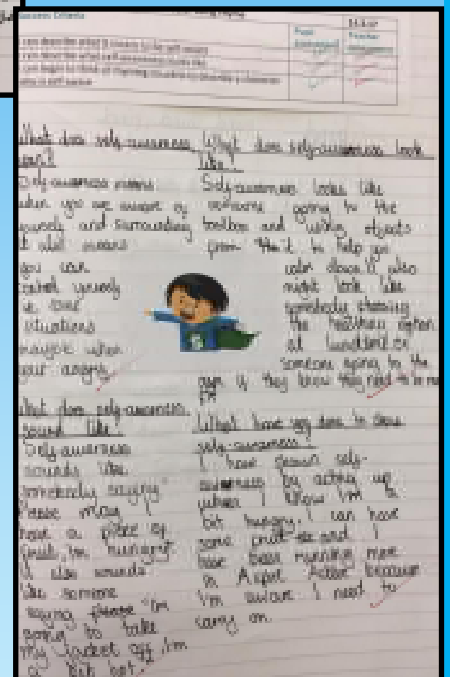 Success Criteria
What does self-awareness
mean?
Self-awareness means
when you are aware of
yourself and surrounding
it also means
you can
control yourself
in some
situations
maybe when
your angry.
What does self-awareness look
like.
Self-awareness looks like
someone going to the
toolbox and using objects
from it to help you
calm down. It also
might look like
somebody choosing
the healthier option
at lunchtime or
someone going to the
gym if they know they need to be more
fit
What does self-awareness
sound like.
Self awareness
sounds like
somebody saying
Please may I
have a piece of
fruit I'm hungry.
It also sounds
like someone
saying please I'm
going to take
my jacket off I'm
a bit hot.
What have you done to show
self-awareness?
I have shown self-
awareness by
when I know I'm a
bit hungry. I can have
some fruit and I
have been running more
in Active because
I'm aware I need to
carry on